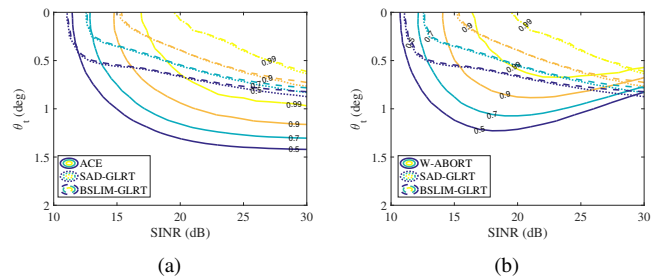 0
0.5
1
1.5
2
θt (deg)
10
15
20
25
30
SINR (dB)
0.99
0.9
0.99
0.9
0.7
0.5
ACE
SAD-GLRT
BSLIM-GLRT
(a)
0
0.5
1
1.5
2
θt (deg)
10
15
20
25
30
SINR (dB)
0.9
0.99
0.99
0.9
0.7
0.5
W-ABORT
SAD-GLRT
BSLIM-GLRT
(b)